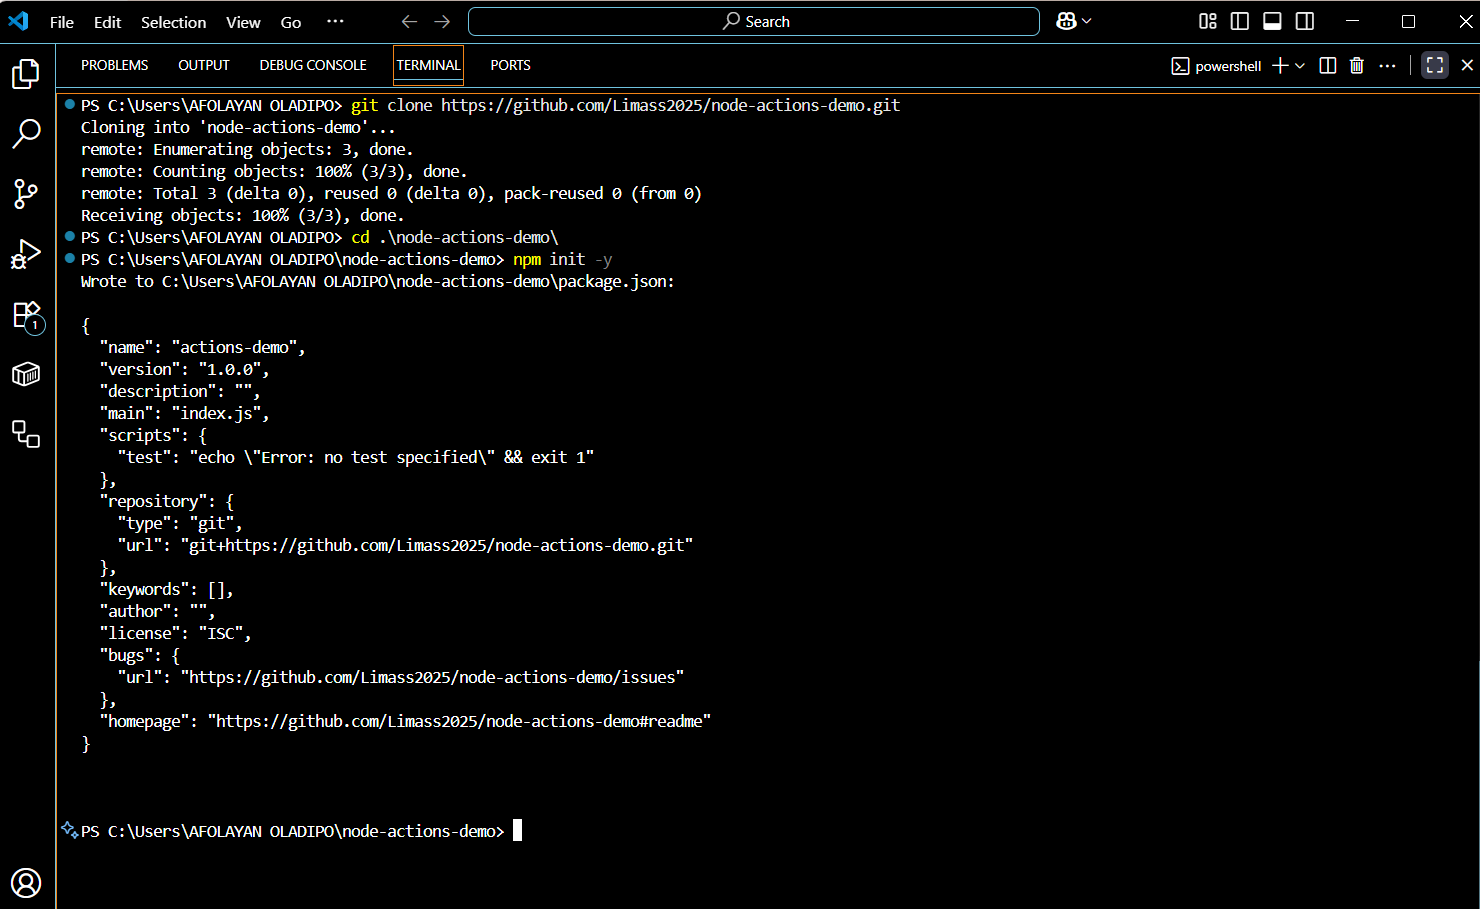 File Edit Selection View Go ... Search
PROBLEMS OUTPUT DEBUG CONSOLE TERMINAL PORTS powershell
PS C:\Users\AFOLAYAN OLADIPO> git clone https://github.com/Limass2025/node-actions-demo.git
Cloning into 'node-actions-demo'...
remote: Enumerating objects: 3, done.
remote: Counting objects: 100% (3/3), done.
remote: Total 3 (delta 0), reused 0 (delta 0), pack-reused 0 (from 0)
Receiving objects: 100% (3/3), done.
PS C:\Users\AFOLAYAN OLADIPO> cd .\node-actions-demo\
PS C:\Users\AFOLAYAN OLADIPO\node-actions-demo> npm init -y
Wrote to C:\Users\AFOLAYAN OLADIPO\node-actions-demo\package.json:
{
  "name": "actions-demo",
  "version": "1.0.0",
  "description": "",
  "main": "index.js",
  "scripts": {
    "test": "echo \"Error: no test specified\" && exit 1"
  },
  "repository": {
    "type": "git",
    "url": "git+https://github.com/Limass2025/node-actions-demo.git"
  },
  "keywords": [],
  "author": "",
  "license": "ISC",
  "bugs": {
    "url": "https://github.com/Limass2025/node-actions-demo/issues"
  },
  "homepage": "https://github.com/Limass2025/node-actions-demo#readme"
}
1
PS C:\Users\AFOLAYAN OLADIPO\node-actions-demo>